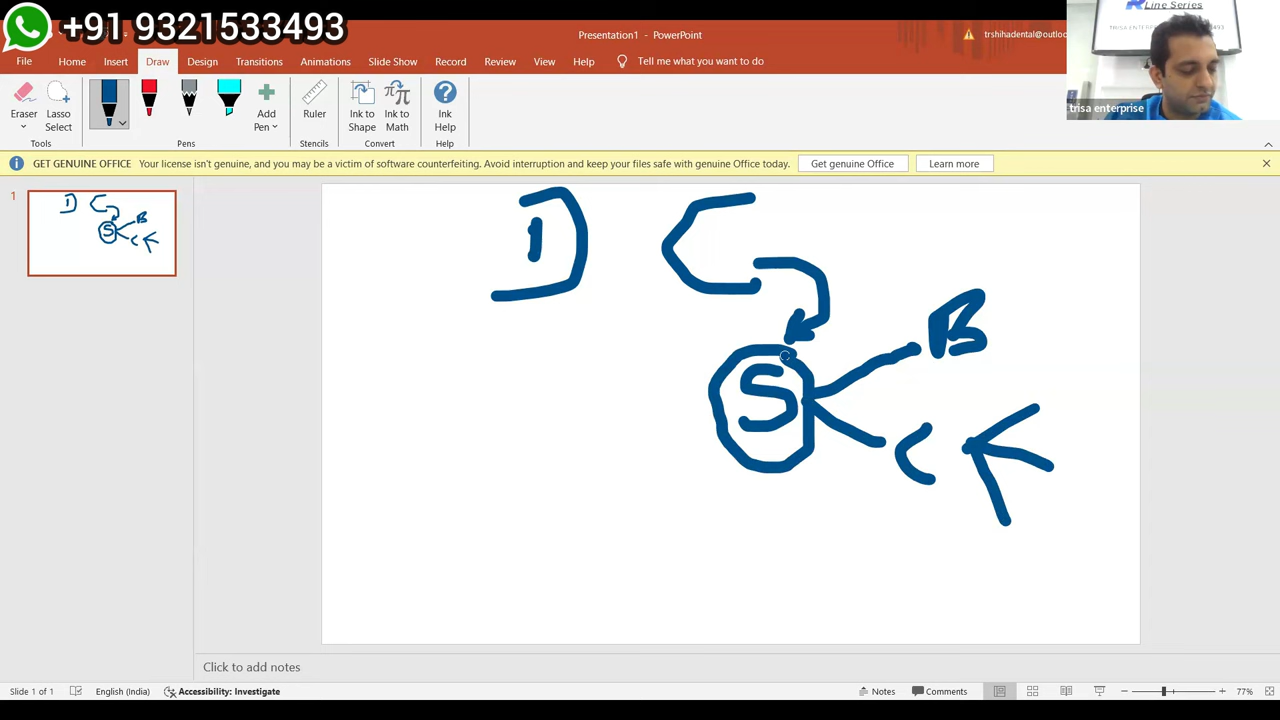 +91 9321533493
Presentation1 - PowerPoint
trshihadental@outloo
Line Series
File Home Insert Draw Design Transitions Animations Slide Show Record Review View Help Tell me what you want to do
trisa enterprise
Eraser Lasso Select Add Pen Ruler Ink to Shape Ink to Math Ink Help
Tools Pens Stencils Convert Help
GET GENUINE OFFICE Your license isn't genuine, and you may be a victim of software counterfeiting. Avoid interruption and keep your files safe with genuine Office today. Get genuine Office Learn more
1
D C
B
S
C
Click to add notes
Slide 1 of 1 English (India) Accessibility: Investigate Notes Comments 77%